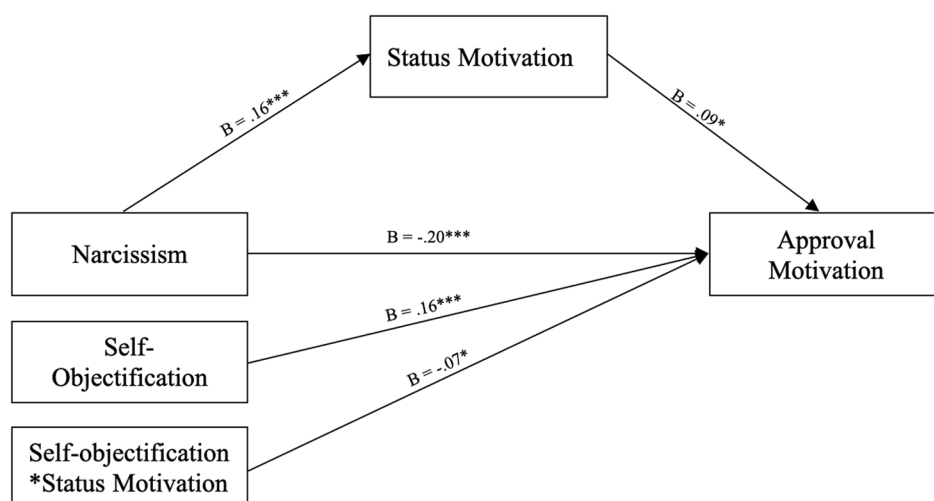 Status Motivation
B = .16***
B = .09*
Narcissism
B = -.20***
Approval
Motivation
B = .16***
Self-
Objectification
B = -.07*
Self-objectification
*Status Motivation